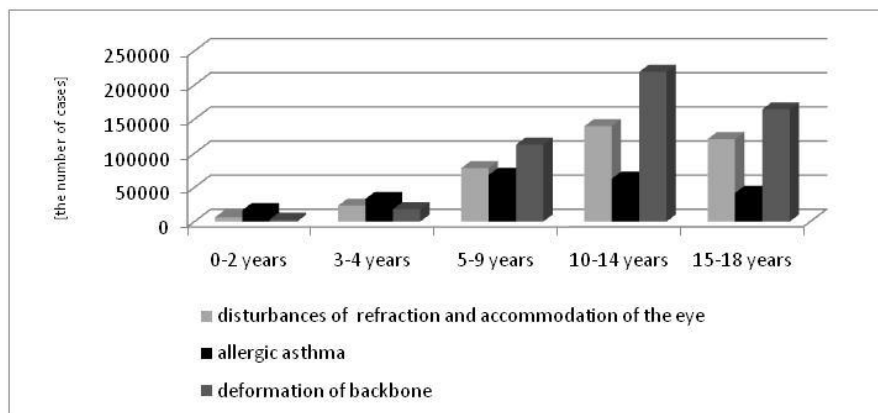 [the number of cases]
250000
200000
150000
100000
50000
0
0-2 years 3-4 years 5-9 years 10-14 years 15-18 years
disturbances of refraction and accommodation of the eye
allergic asthma
deformation of backbone